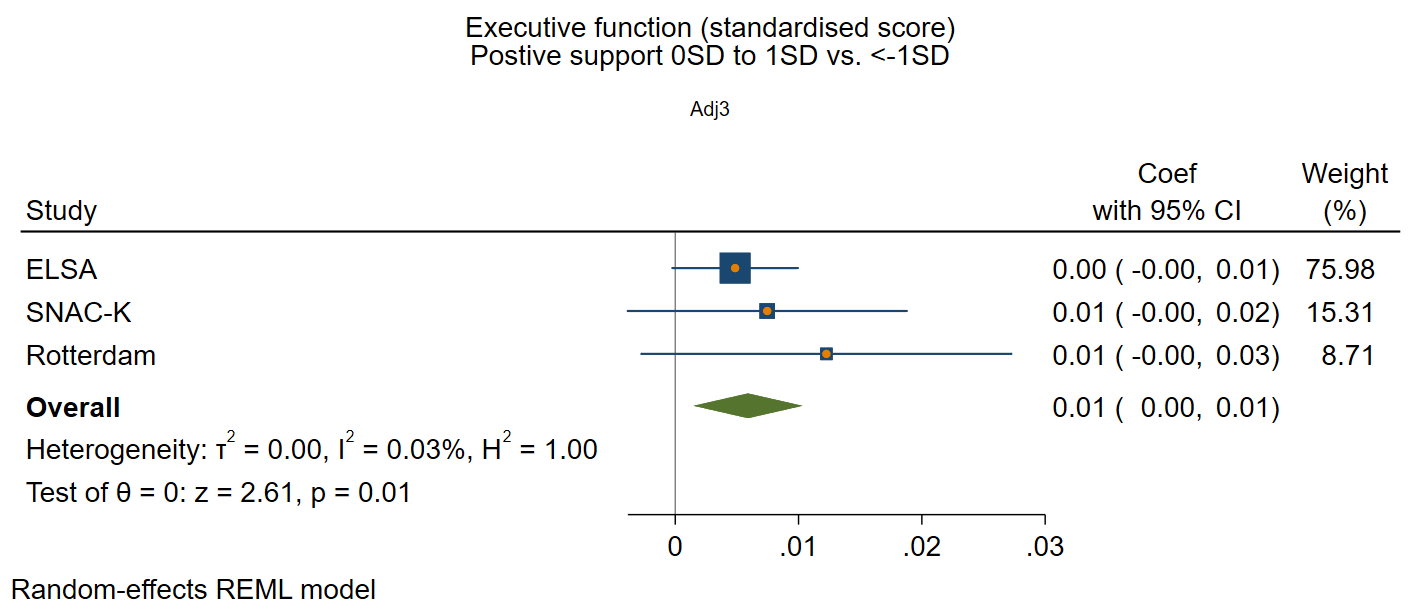 Executive function (standardised score)
Postive support 0SD to 1SD vs. <-1SD
Adj3
Coef Weight
Study with 95% CI (%)
ELSA 0.00 ( -0.00, 0.01) 75.98
SNAC-K 0.01 ( -0.00, 0.02) 15.31
Rotterdam 0.01 ( -0.00, 0.03) 8.71
Overall 0.01 ( 0.00, 0.01)
Heterogeneity: τ² = 0.00, I² = 0.03%, H² = 1.00
Test of θ = 0: z = 2.61, p = 0.01
0 .01 .02 .03
Random-effects REML model